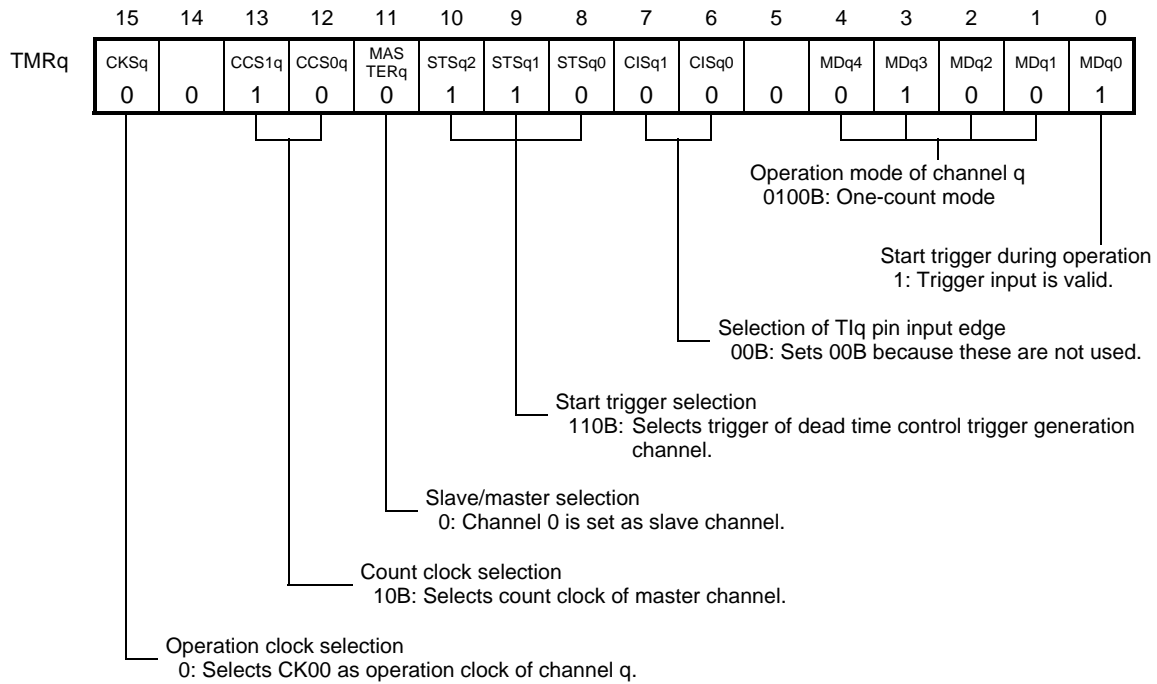 15 14 13 12 11 10 9 8 7 6 5 4 3 2 1 0
TMRq CKSq CCS1q CCS0q MAS TERq STSq2 STSq1 STSq0 CISq1 CISq0 MDq4 MDq3 MDq2 MDq1 MDq0
0 0 1 0 0 1 1 0 0 0 0 0 1 0 0 1
Operation mode of channel q
0100B: One-count mode
Start trigger during operation
1: Trigger input is valid.
Selection of TIq pin input edge
00B: Sets 00B because these are not used.
Start trigger selection
110B: Selects trigger of dead time control trigger generation
channel.
Slave/master selection
0: Channel 0 is set as slave channel.
Count clock selection
10B: Selects count clock of master channel.
Operation clock selection
0: Selects CK00 as operation clock of channel q.